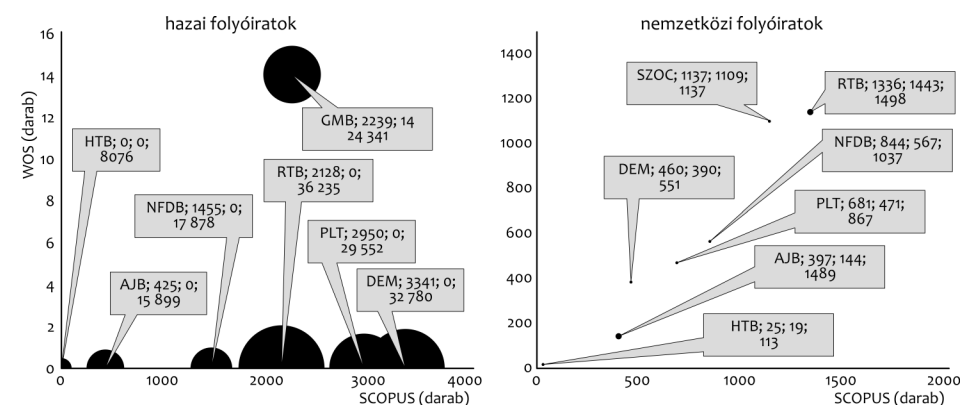 hazai folyóiratok
WOS (darab)
16
14
12
10
8
6
4
2
0
GMB; 2239; 14
24 341
HTB; 0; 0;
8076
RTB; 2128; 0;
36 235
NFDB; 1455; 0;
17 878
PLT; 2950; 0;
29 552
AJB; 425; 0;
15 899
DEM; 3341; 0;
32 780
0
1000
2000
3000
4000
SCOPUS (darab)
nemzetközi folyóiratok
1400
1200
1000
800
600
400
200
0
SZOC; 1137; 1109;
1137
RTB; 1336; 1443;
1498
NFDB; 844; 567;
1037
DEM; 460; 390;
551
PLT; 681; 471;
867
AJB; 397; 144;
1489
HTB; 25; 19;
113
0
500
1000
1500
2000
SCOPUS (darab)